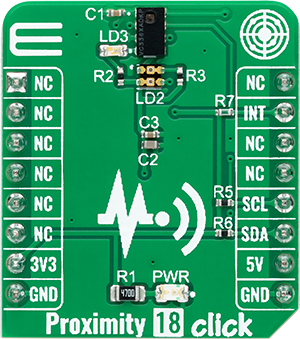 C1
LD3
R2 R3
LD2
C3
C2
R7
NC NC
NC INT
NC NC
NC NC
NC R5 SCL
NC R6 SDA
3V3 5V
R1 PWR
4700
GND GND
Proximity 18 click